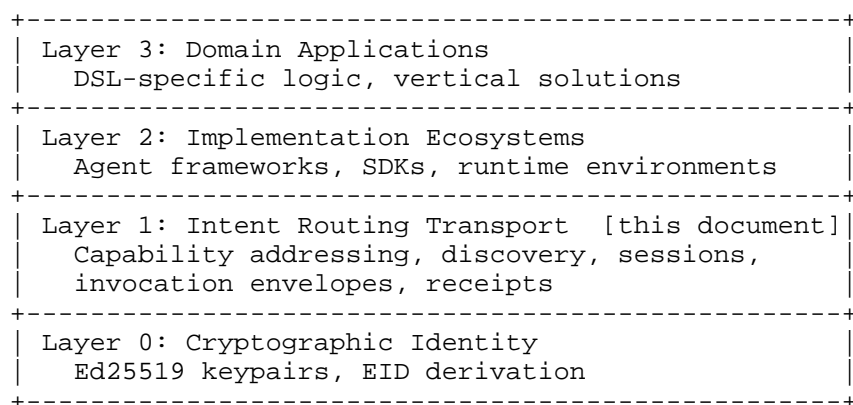 Layer 3: Domain Applications
DSL-specific logic, vertical solutions
Layer 2: Implementation Ecosystems
Agent frameworks, SDKs, runtime environments
Layer 1: Intent Routing Transport [this document]
Capability addressing, discovery, sessions,
invocation envelopes, receipts
Layer 0: Cryptographic Identity
Ed25519 keypairs, EID derivation